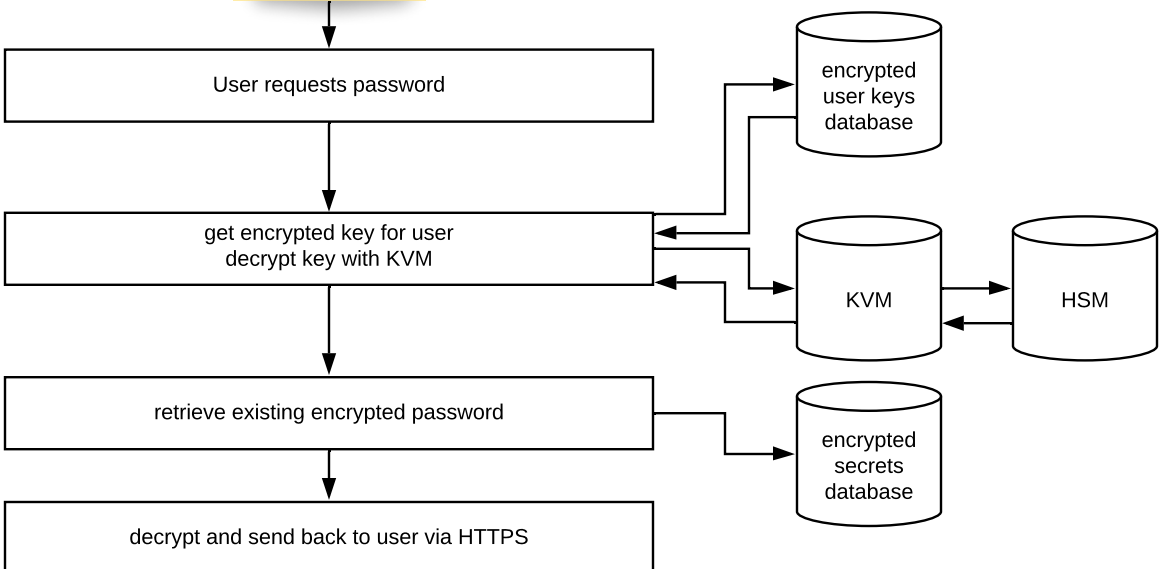 User requests password
encrypted
user keys
database
get encrypted key for user
decrypt key with KVM
KVM
HSM
retrieve existing encrypted password
encrypted
secrets
database
decrypt and send back to user via HTTPS